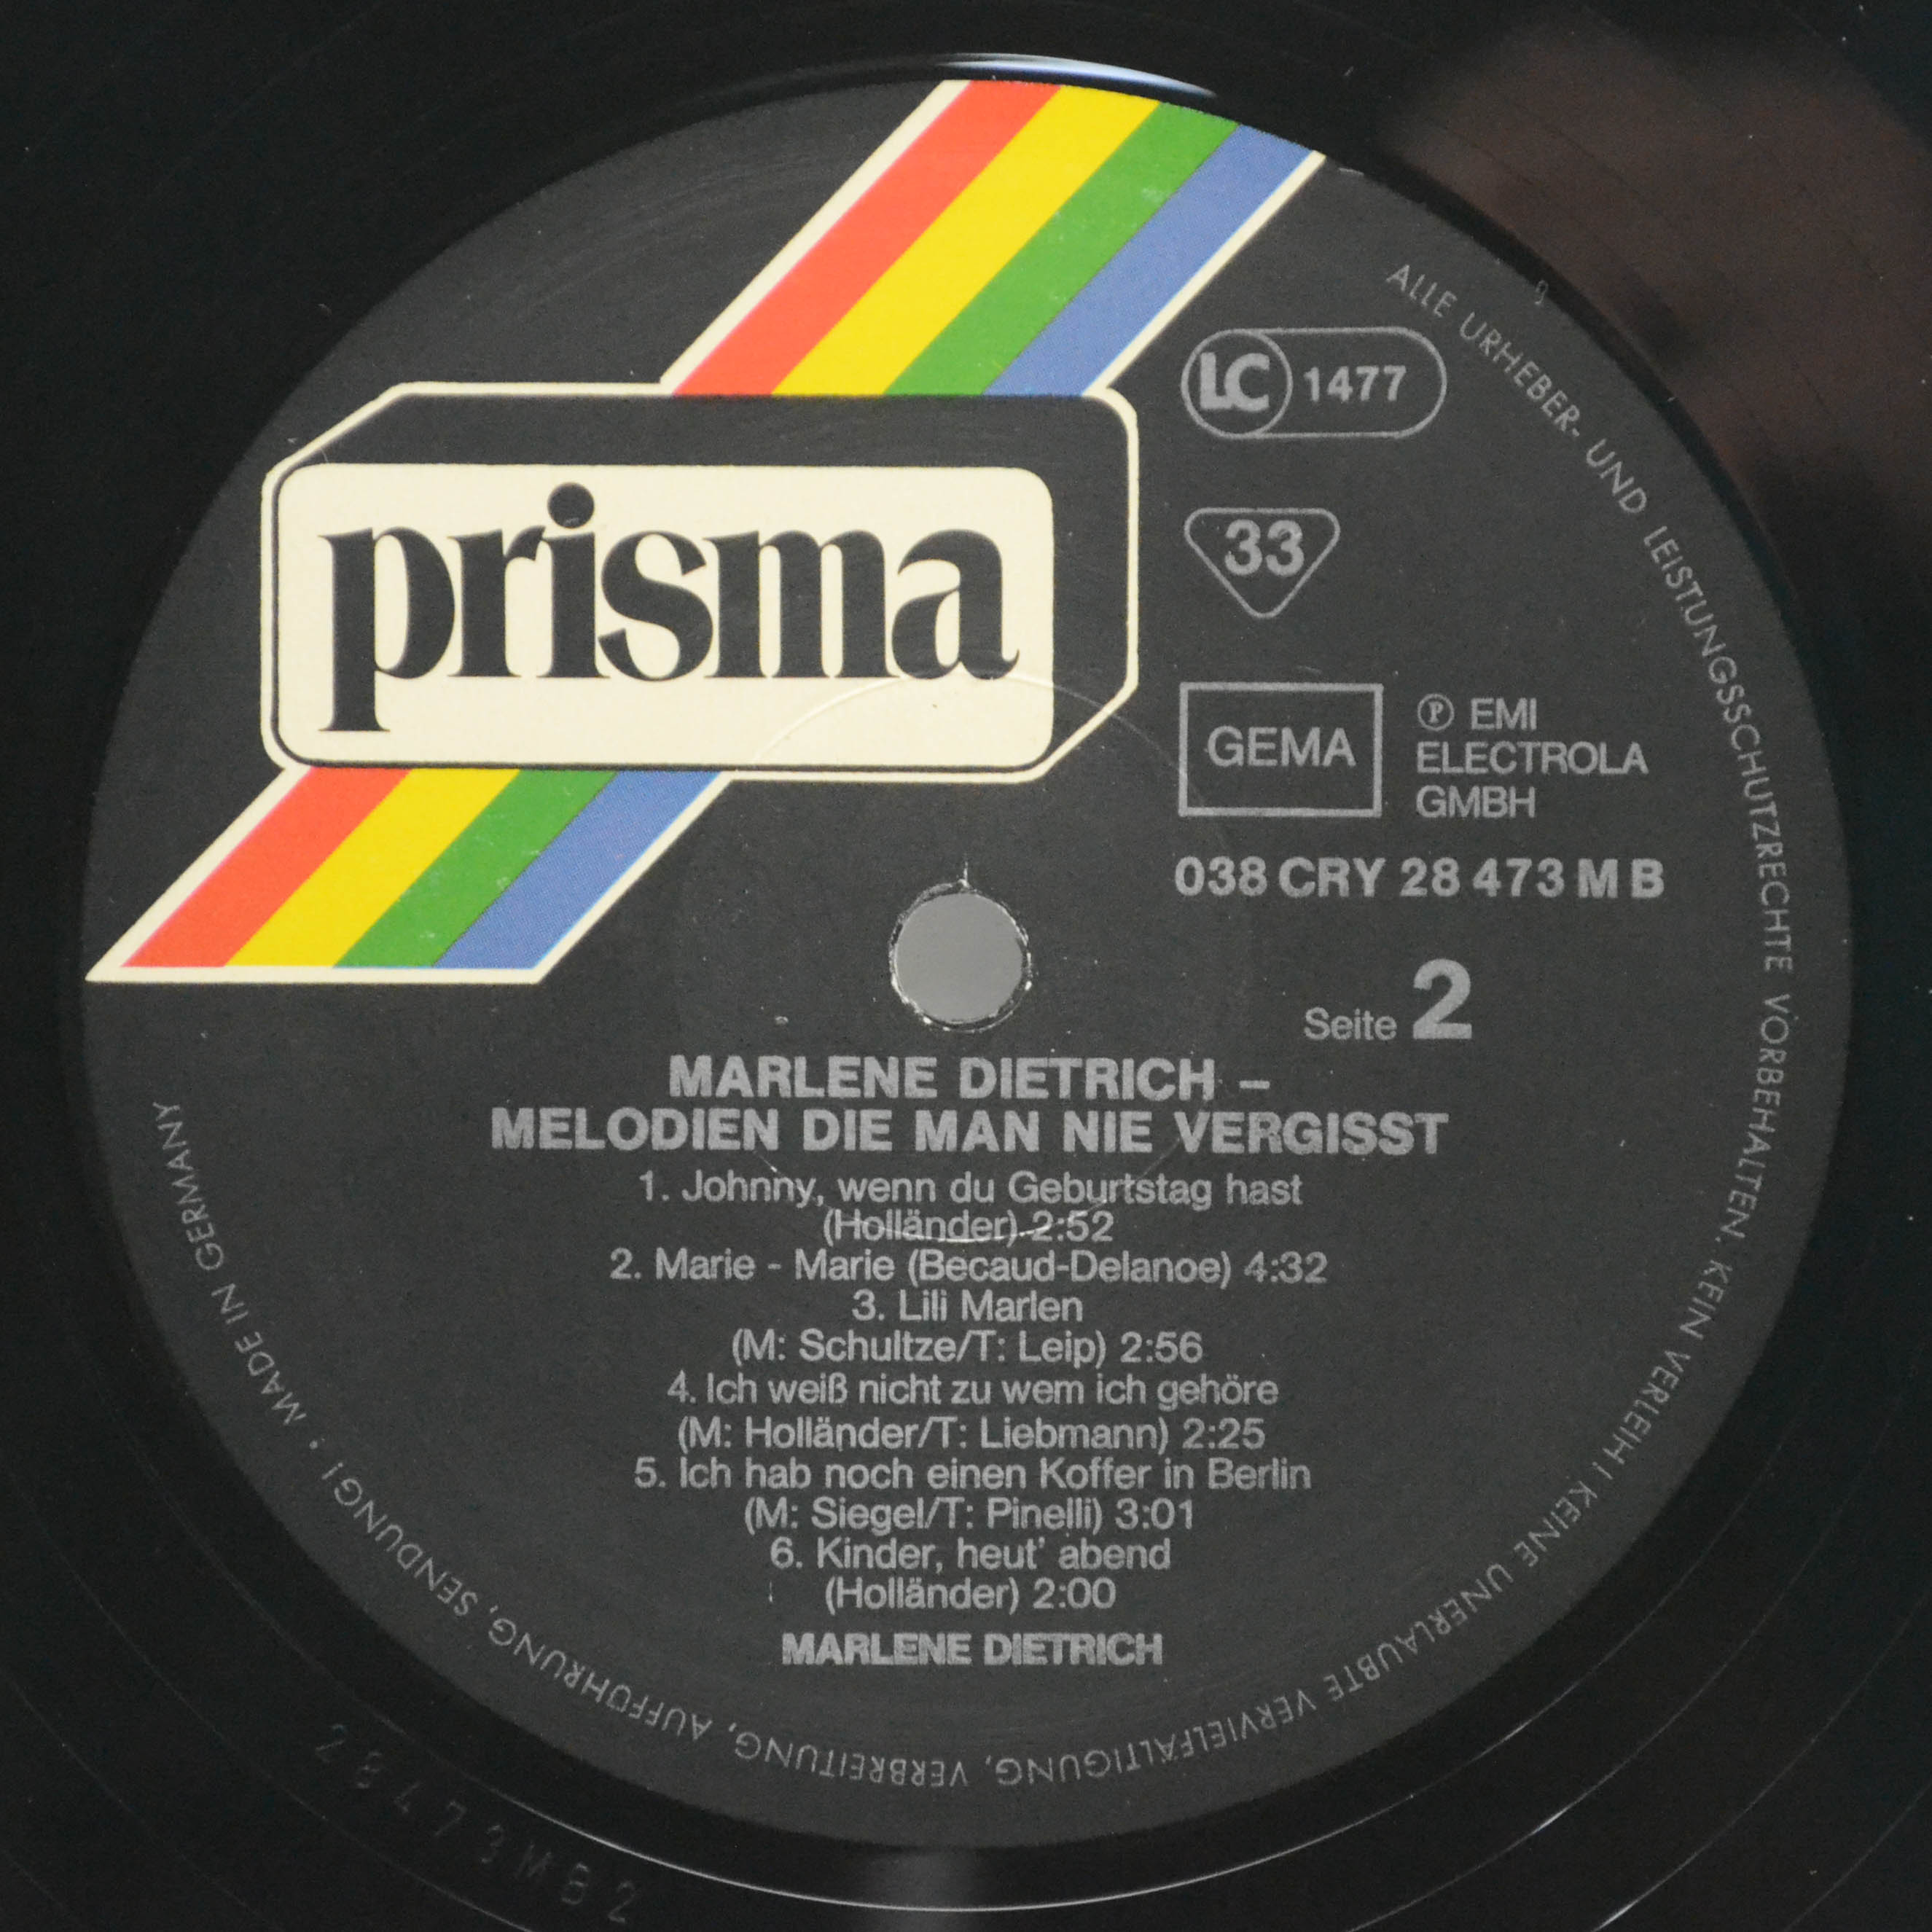 prisma
LC 1477
33
GEMA
℗ EMI
ELECTROLA
GMBH
038 CRY 28 473 M B
Seite 2
MARLENE DIETRICH –
MELODIEN DIE MAN NIE VERGISST
1. Johnny, wenn du Geburtstag hast
(Holländer) 2:52
2. Marie - Marie (Becaud-Delanoe) 4:32
3. Lili Marlen
(M: Schultze/T: Leip) 2:56
4. Ich weiß nicht zu wem ich gehöre
(M: Holländer/T: Liebmann) 2:25
5. Ich hab noch einen Koffer in Berlin
(M: Siegel/T: Pinelli) 3:01
6. Kinder, heut' abend
(Holländer) 2:00
MARLENE DIETRICH
ALLE URHEBER- UND LEISTUNGSSCHUTZRECHTE VORBEHALTEN. KEIN VERLEIH! KEINE UNERLAUBTE VERVIELFÄLTIGUNG, VERBREITUNG, AUFFÜHRUNG, SENDUNG! · MADE IN GERMANY
28473MB2